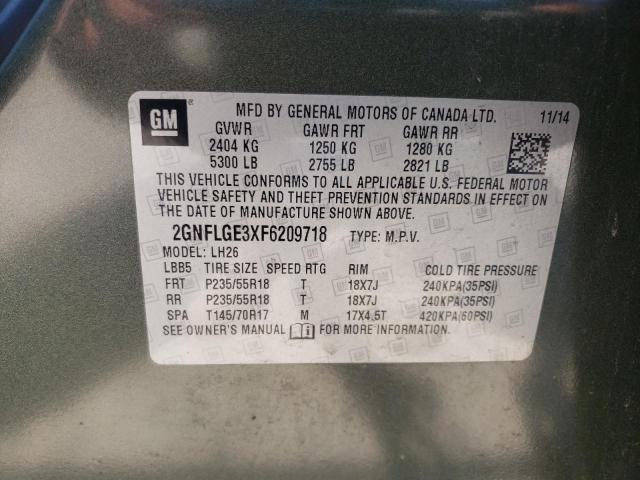 GM
®
MFD BY GENERAL MOTORS OF CANADA LTD. 11/14
GVWR GAWR FRT GAWR RR
2404 KG 1250 KG 1280 KG
5300 LB 2755 LB 2821 LB
THIS VEHICLE CONFORMS TO ALL APPLICABLE U.S. FEDERAL MOTOR
VEHICLE SAFETY AND THEFT PREVENTION STANDARDS IN EFFECT ON
THE DATE OF MANUFACTURE SHOWN ABOVE.
2GNFLGE3XF6209718 TYPE: M.P.V.
MODEL: LH26
LBB5 TIRE SIZE SPEED RTG RIM COLD TIRE PRESSURE
FRT P235/55R18 T 18X7J 240KPA(35PSI)
RR P235/55R18 T 18X7J 240KPA(35PSI)
SPA T145/70R17 M 17X4.5T 420KPA(60PSI)
SEE OWNER'S MANUAL FOR MORE INFORMATION.